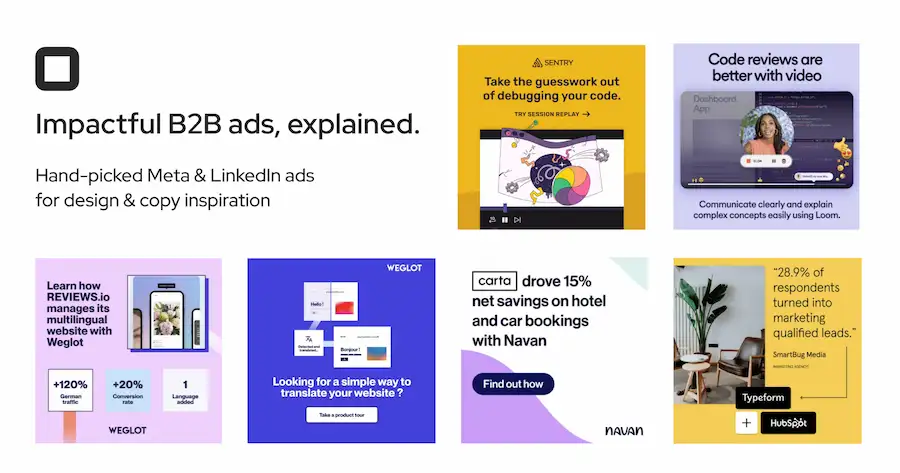 Impactful B2B ads, explained.
Hand-picked Meta & LinkedIn ads
for design & copy inspiration
SENTRY
Take the guesswork out
of debugging your code.
TRY SESSION REPLAY →
Code reviews are
better with video
Dashboard
App
Communicate clearly and explain
complex concepts easily using Loom.
Learn how
REVIEWS.io
manages its
multilingual
website with
Weglot
+120%
German
traffic
+20%
Conversion
rate
1
Language
added
WEGLOT
WEGLOT
Hello!
Detected and
translated...
Bonjour !
Looking for a simple way to
translate your website ?
Take a product tour
carta drove 15%
net savings on hotel
and car bookings
with Navan
Find out how
NAVAN
“28.9% of
respondents
turned into
marketing
qualified leads.”
SmartBug Media
MARKETING AGENCY
Typeform
+
HubSpot